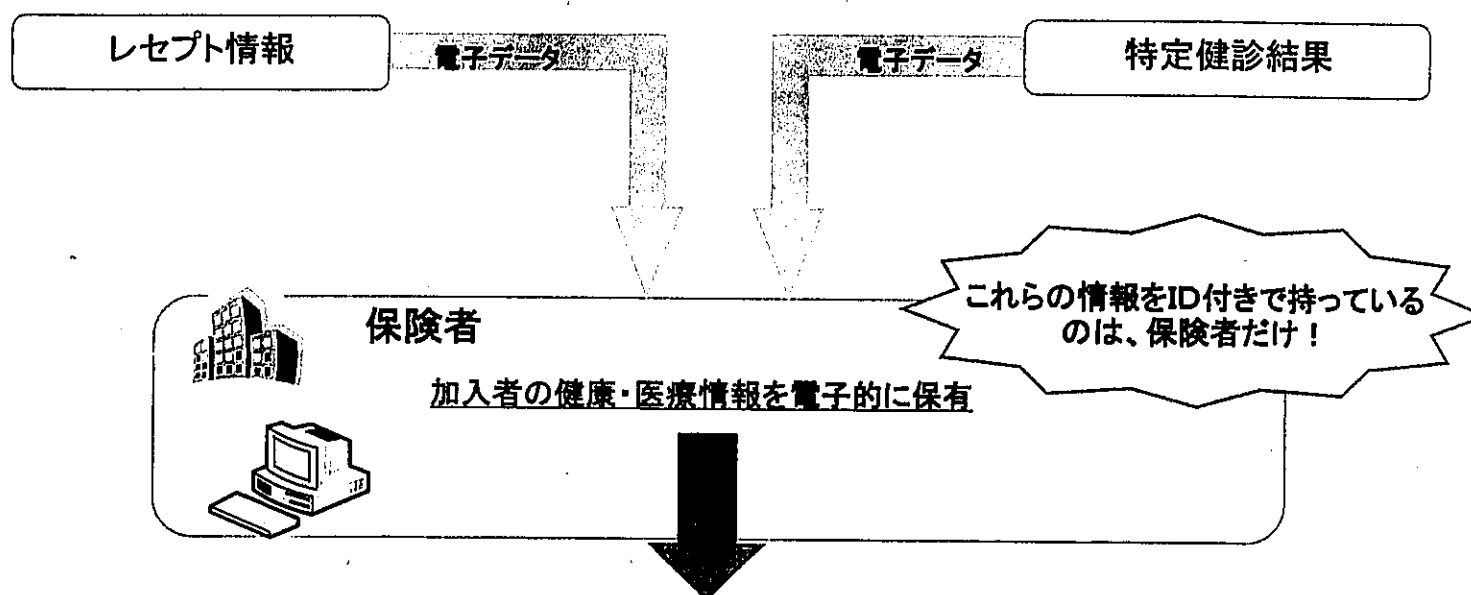 レセプト情報
電子データ
電子データ
特定健診結果
これらの情報をID付きで持っている
のは、保険者だけ！
保険者
加入者の健康・医療情報を電子的に保有